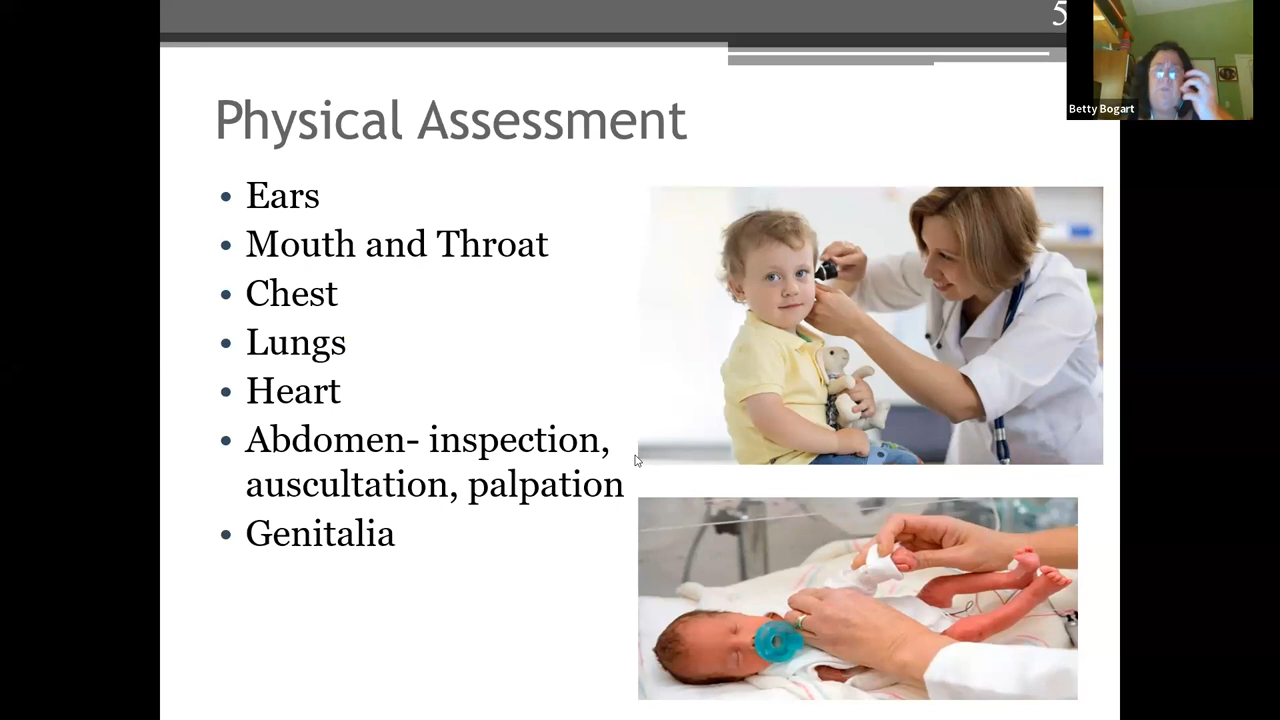 5
Betty Bogart
Physical Assessment
• Ears
• Mouth and Throat
• Chest
• Lungs
• Heart
• Abdomen- inspection,
auscultation, palpation
• Genitalia